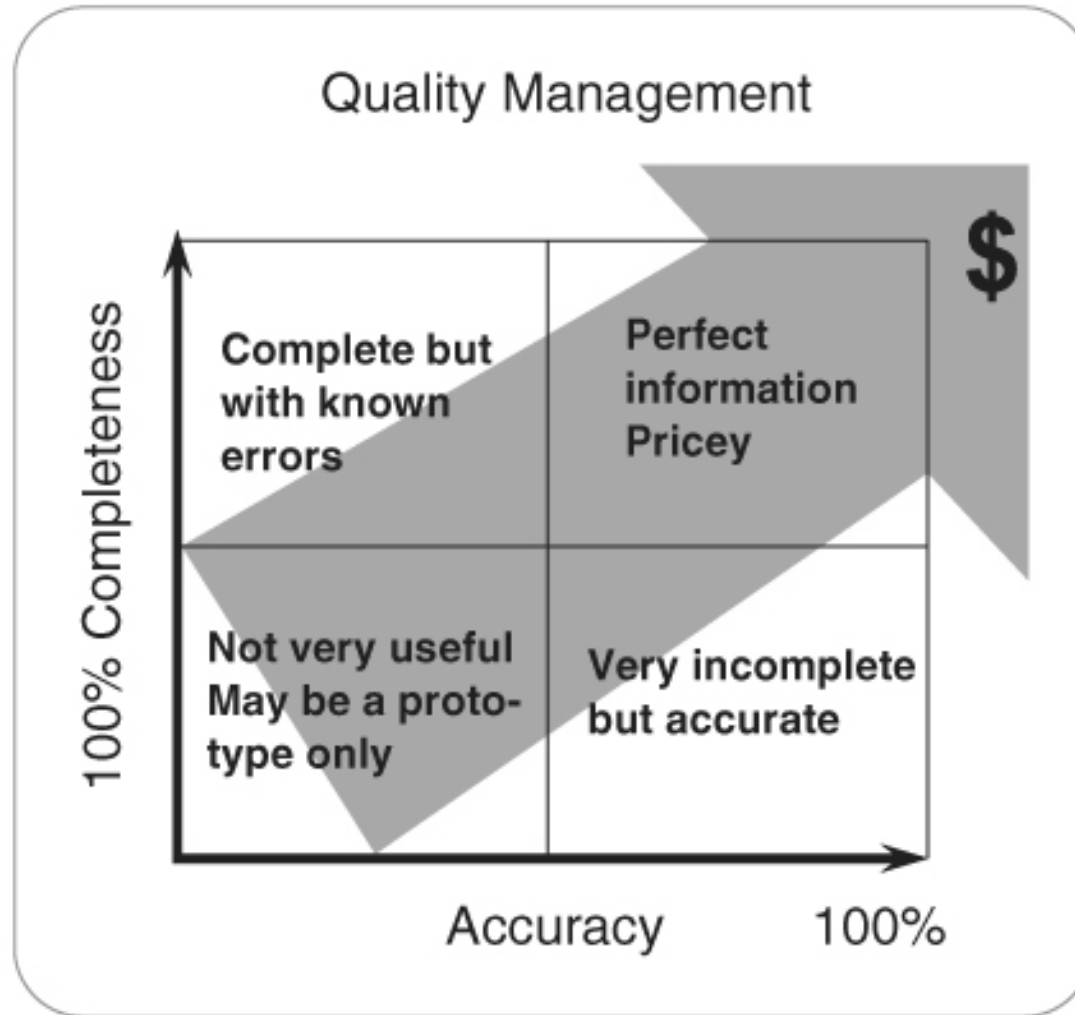 Quality Management
$
100% Completeness
Complete but
with known
errors
Perfect
information
Pricey
Not very useful
May be a proto-
type only
Very incomplete
but accurate
Accuracy
100%